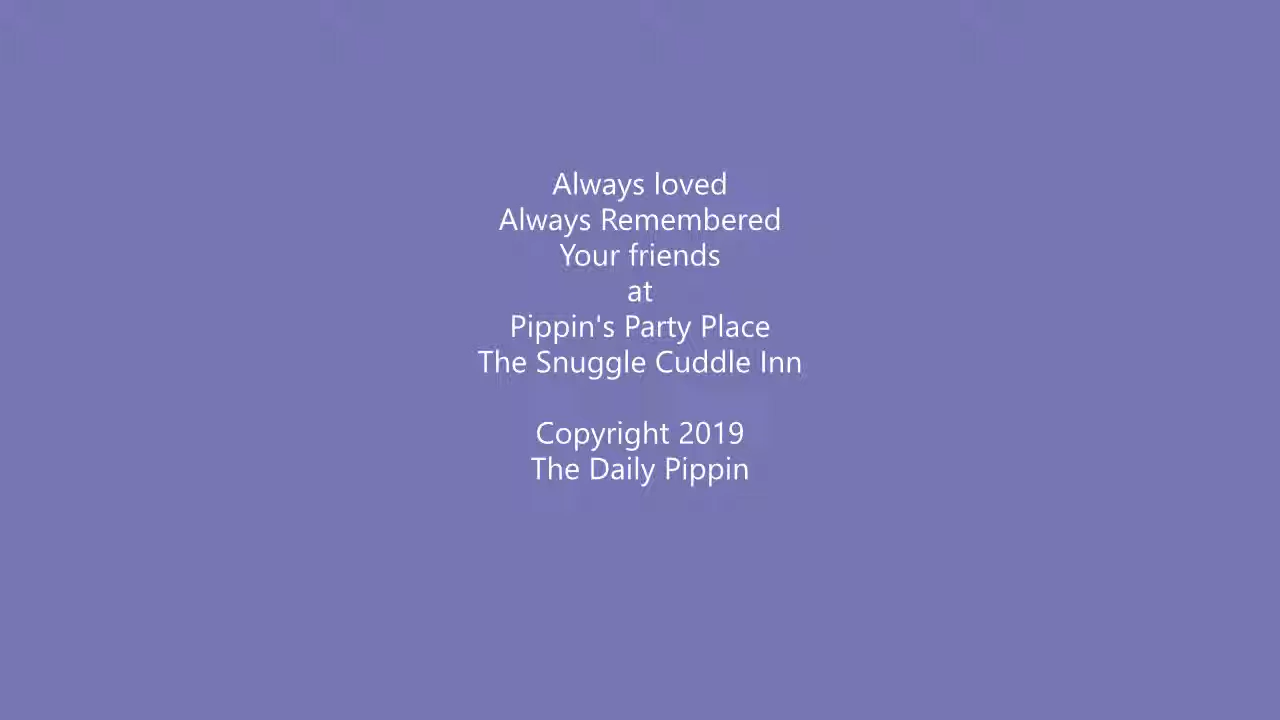 Always loved
Always Remembered
Your friends
at
Pippin's Party Place
The Snuggle Cuddle Inn
Copyright 2019
The Daily Pippin